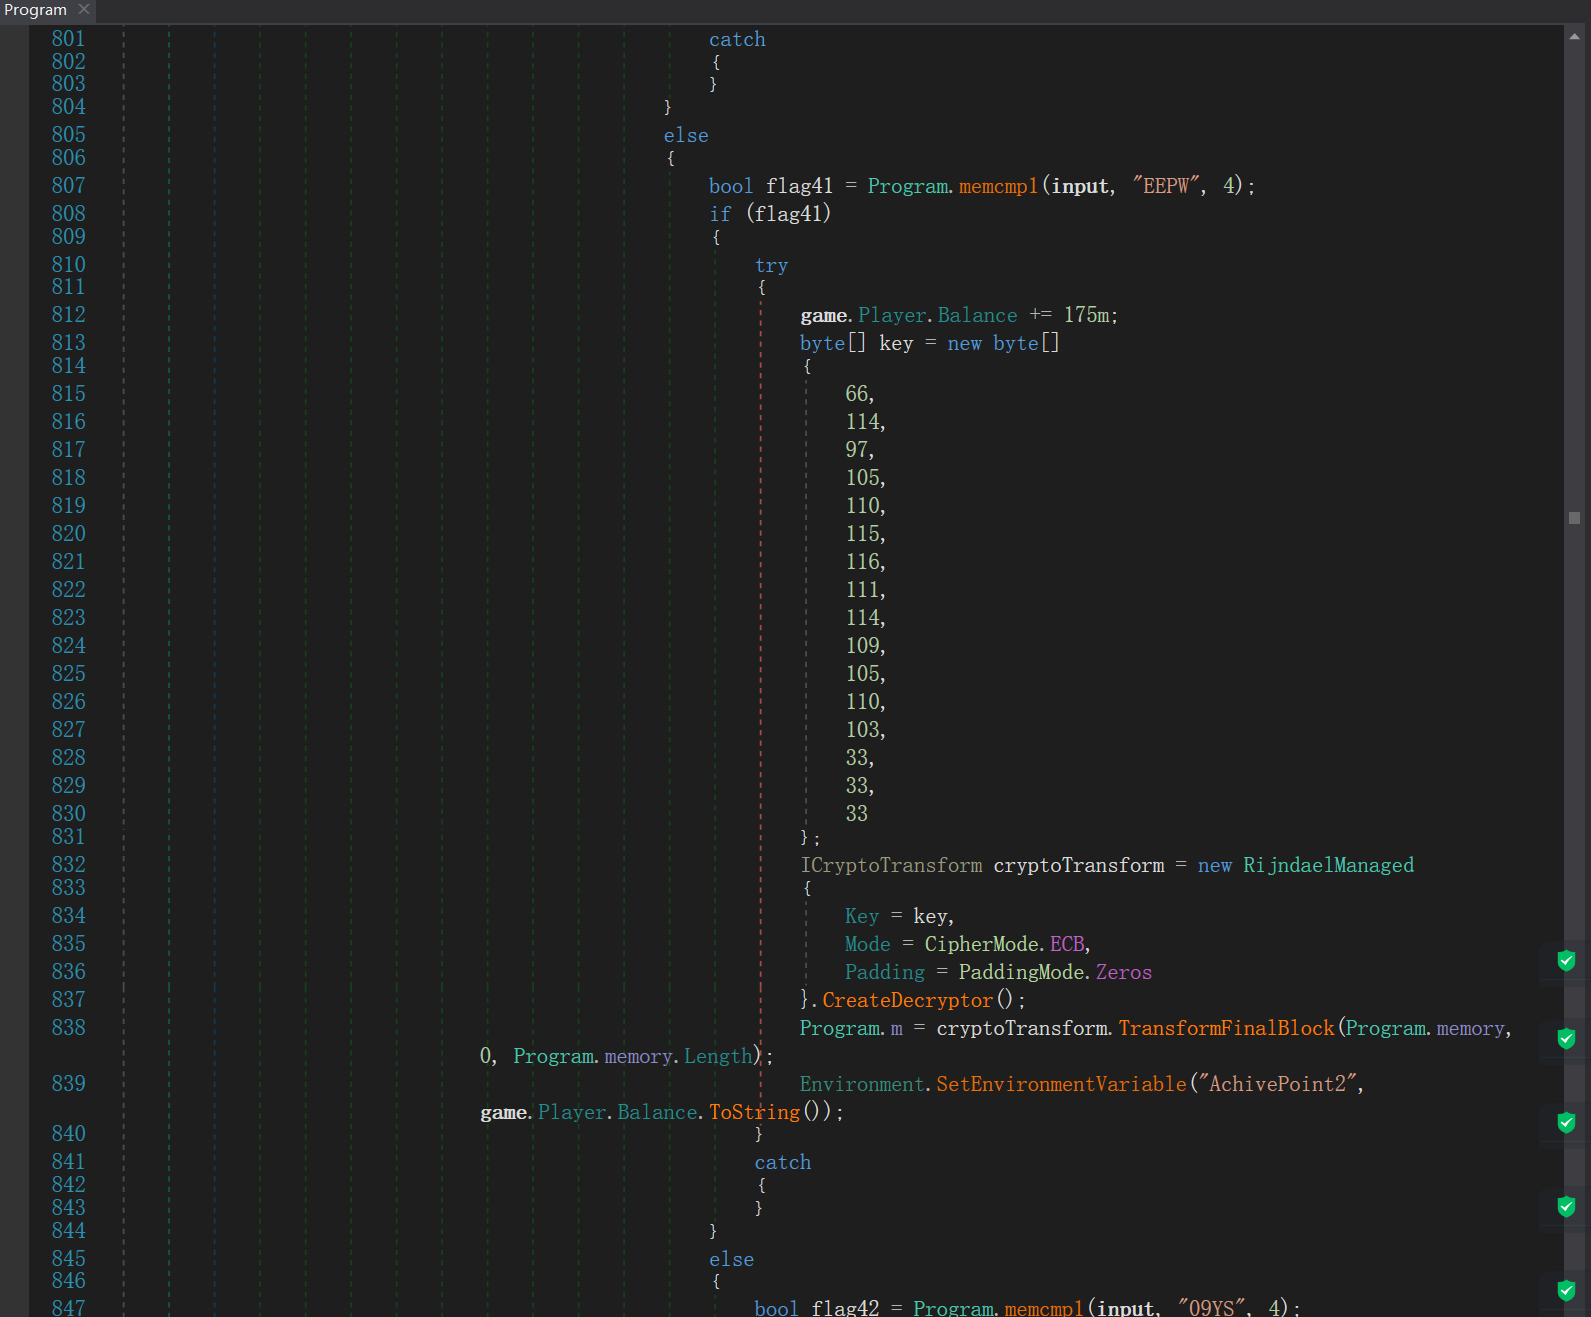 Program
801 catch
802 {
803 }
804 }
805 else
806 {
807 bool flag41 = Program.memcmp1(input, "EEPW", 4);
808 if (flag41)
809 {
810 try
811 {
812 game.Player.Balance += 175m;
813 byte[] key = new byte[]
814 {
815 66,
816 114,
817 97,
818 105,
819 110,
820 115,
821 116,
822 111,
823 114,
824 109,
825 105,
826 110,
827 103,
828 33,
829 33,
830 33
831 };
832 ICryptoTransform cryptoTransform = new RijndaelManaged
833 {
834 Key = key,
835 Mode = CipherMode.ECB,
836 Padding = PaddingMode.Zeros
837 }.CreateDecryptor();
838 Program.m = cryptoTransform.TransformFinalBlock(Program.memory,
0, Program.memory.Length);
839 Environment.SetEnvironmentVariable("AchivePoint2",
game.Player.Balance.ToString());
840 }
841 catch
842 {
843 }
844 }
845 else
846 {
847 bool flag42 = Program.memcmp1(input, "O9YS", 4);